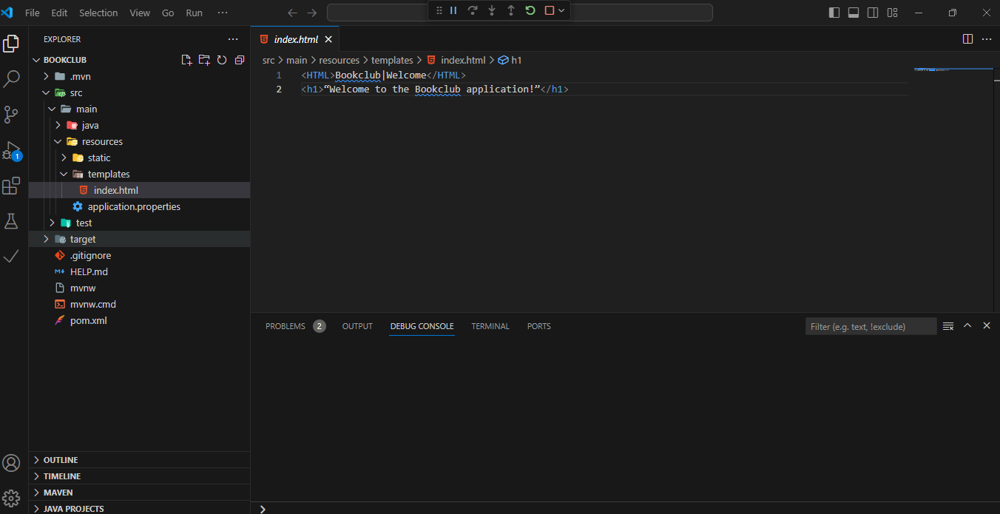 File Edit Selection View Go Run ···
EXPLORER ···
BOOKCLUB
.mvn
src
main
java
resources
static
templates
index.html
application.properties
test
target
.gitignore
HELP.md
mvnw
mvnw.cmd
pom.xml
OUTLINE
TIMELINE
MAVEN
JAVA PROJECTS
1
index.html
src > main > resources > templates > index.html > h1
1 <HTML>Bookclub|Welcome</HTML>
2 <h1>“Welcome to the Bookclub application!”</h1>
PROBLEMS 2 OUTPUT DEBUG CONSOLE TERMINAL PORTS
Filter (e.g. text, !exclude)